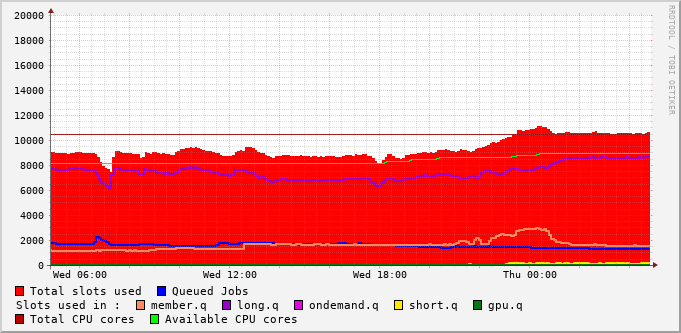 20000
18000
16000
14000
12000
10000
8000
6000
4000
2000
0
Wed 06:00 Wed 12:00 Wed 18:00 Thu 00:00
Total slots used Queued Jobs
Slots used in : member.q long.q ondemand.q short.q gpu.q
Total CPU cores Available CPU cores
RRDTOOL / TOBI OETIKER